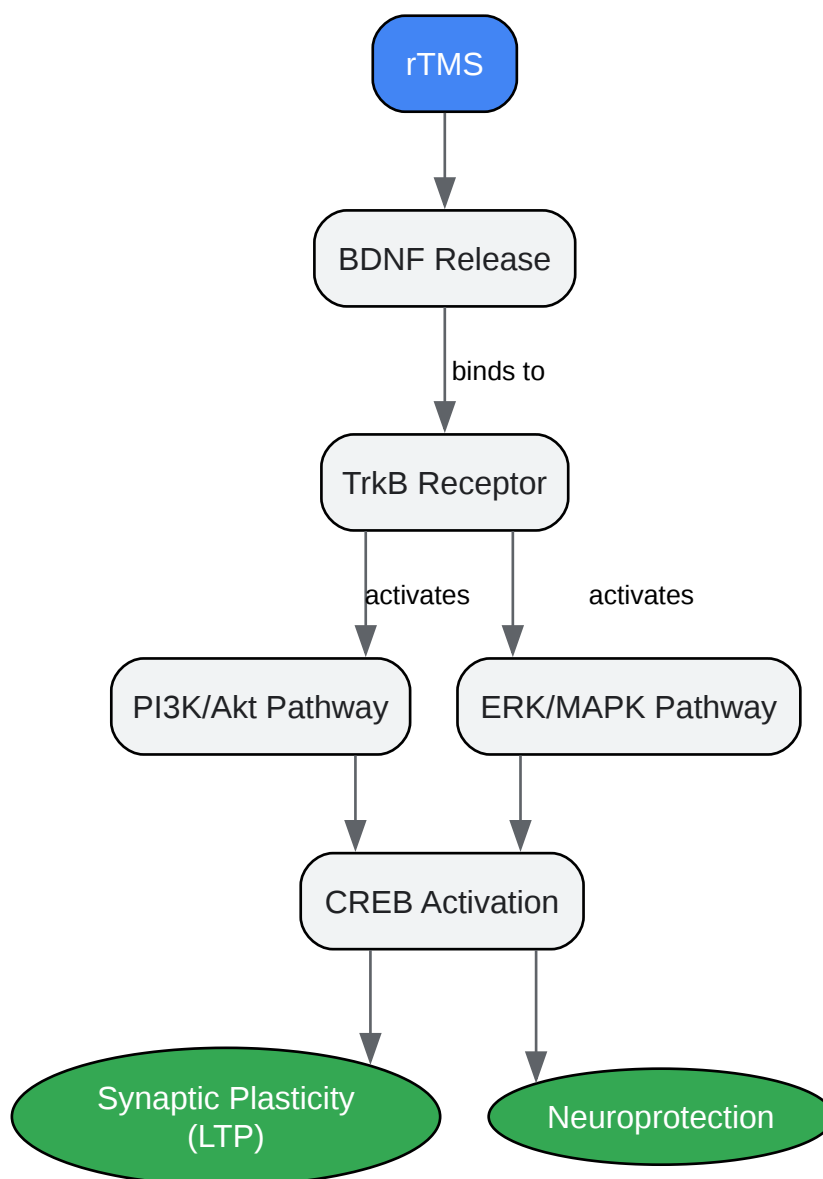 rTMS
BDNF Release
binds to
TrkB Receptor
activates
activates
PI3K/Akt Pathway
ERK/MAPK Pathway
CREB Activation
Synaptic Plasticity
(LTP)
Neuroprotection